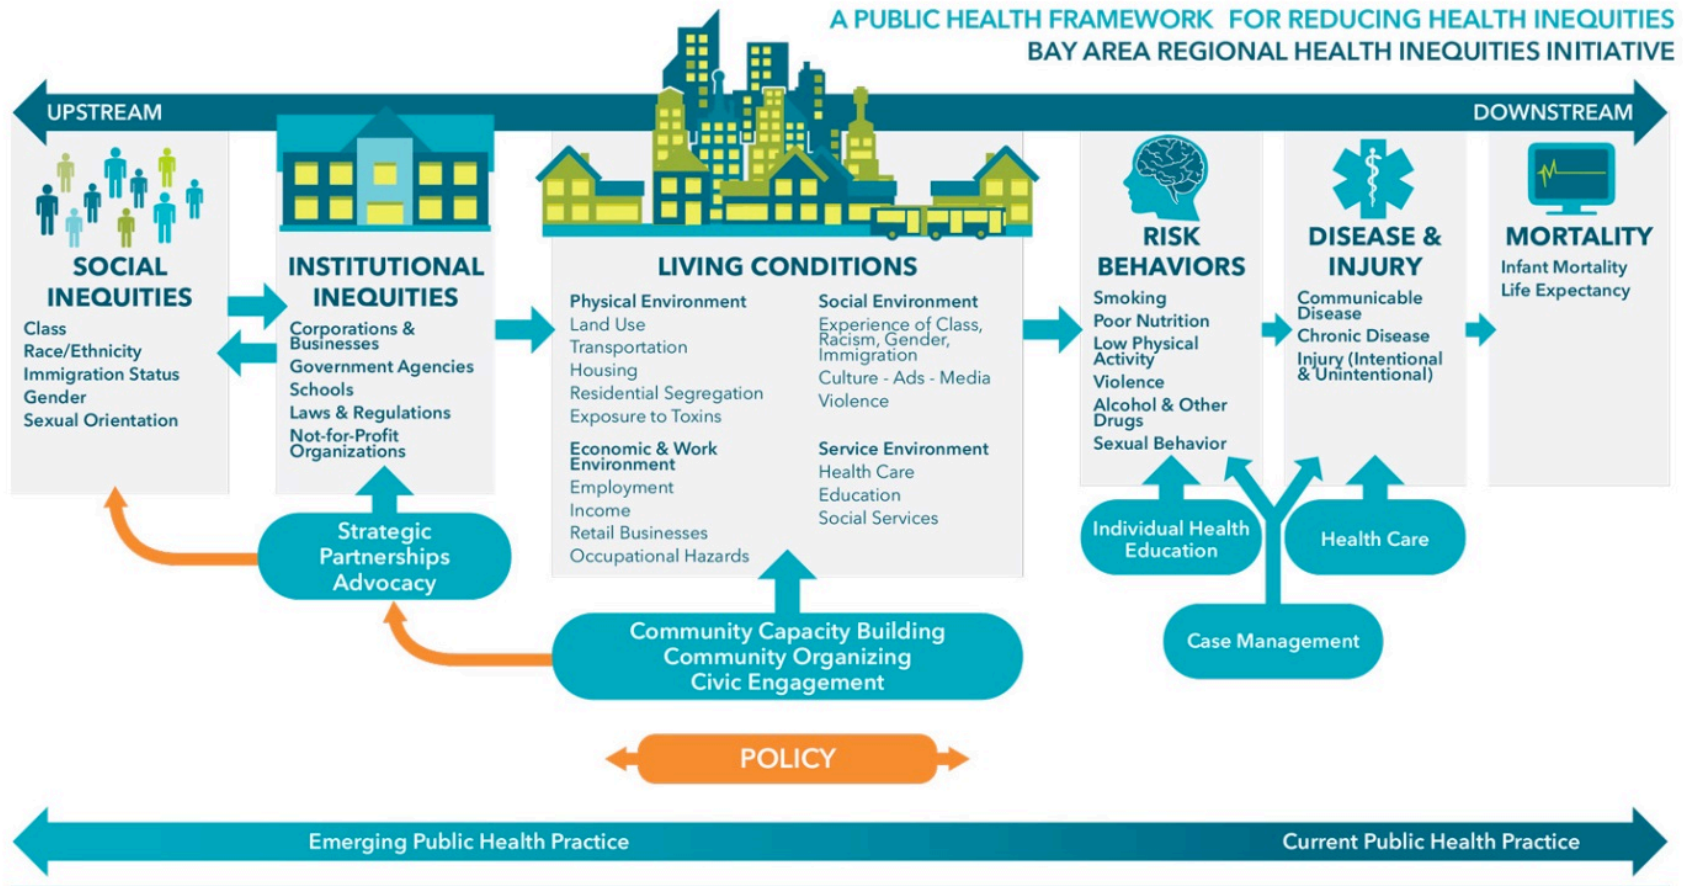 A PUBLIC HEALTH FRAMEWORK FOR REDUCING HEALTH INEQUITIES
BAY AREA REGIONAL HEALTH INEQUITIES INITIATIVE
UPSTREAM
DOWNSTREAM
SOCIAL
INEQUITIES
Class
Race/Ethnicity
Immigration Status
Gender
Sexual Orientation
INSTITUTIONAL
INEQUITIES
Corporations &
Businesses
Government Agencies
Schools
Laws & Regulations
Not-for-Profit
Organizations
LIVING CONDITIONS
Physical Environment
Land Use
Transportation
Housing
Residential Segregation
Exposure to Toxins
Economic & Work
Environment
Employment
Income
Retail Businesses
Occupational Hazards
Social Environment
Experience of Class,
Racism, Gender,
Immigration
Culture - Ads - Media
Violence
Service Environment
Health Care
Education
Social Services
RISK
BEHAVIORS
Smoking
Poor Nutrition
Low Physical
Activity
Violence
Alcohol & Other
Drugs
Sexual Behavior
DISEASE &
INJURY
Communicable
Disease
Chronic Disease
Injury (Intentional
& Unintentional)
MORTALITY
Infant Mortality
Life Expectancy
Strategic
Partnerships
Advocacy
Community Capacity Building
Community Organizing
Civic Engagement
Individual Health
Education
Health Care
Case Management
POLICY
Emerging Public Health Practice
Current Public Health Practice